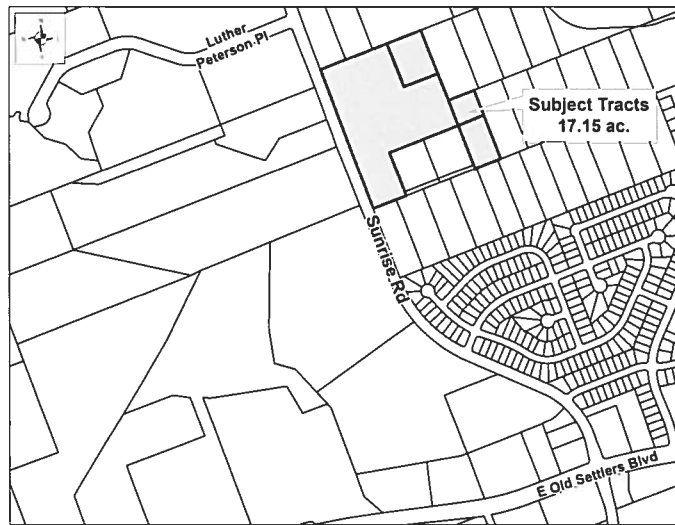 Luther
Peterson Pl
Subject Tracts
17.15 ac.
Sunrise Rd
E Old Settlers Blvd